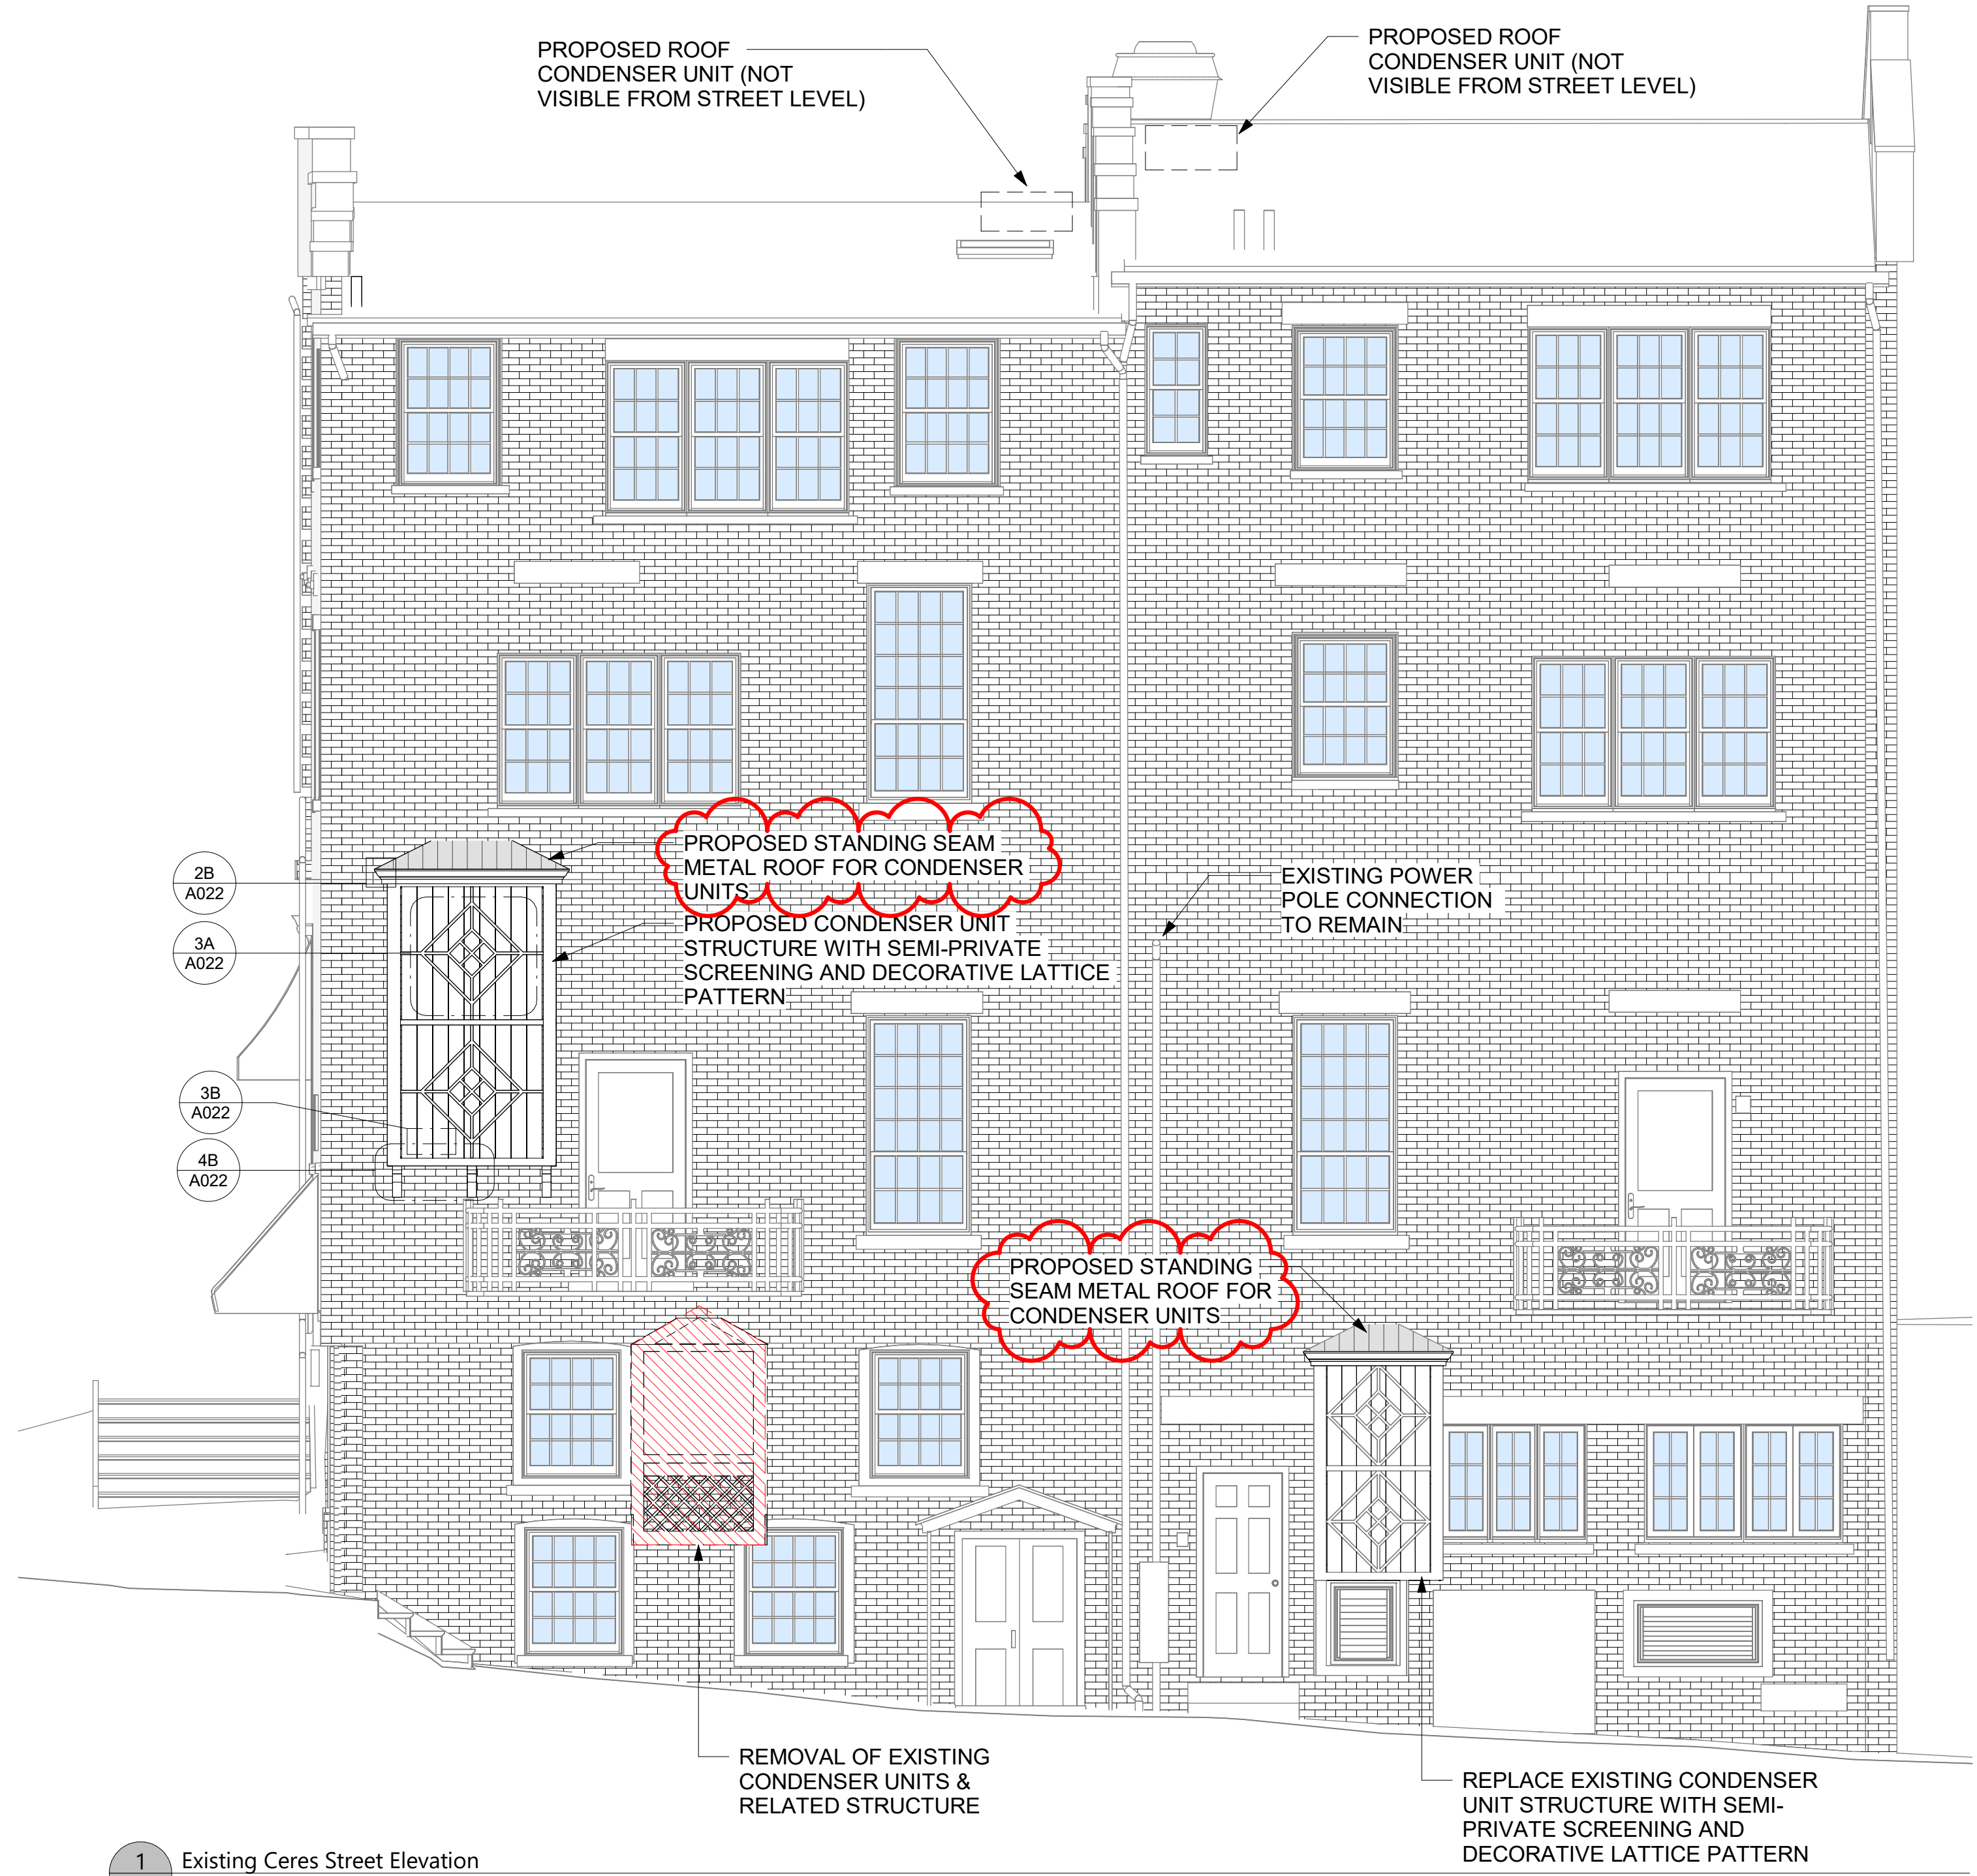 PROPOSED ROOF
CONDENSER UNIT (NOT
VISIBLE FROM STREET LEVEL)
PROPOSED ROOF
CONDENSER UNIT (NOT
VISIBLE FROM STREET LEVEL)
PROPOSED STANDING SEAM
METAL ROOF FOR CONDENSER
UNITS
PROPOSED CONDENSER UNIT
STRUCTURE WITH SEMI-PRIVATE
SCREENING AND DECORATIVE LATTICE
PATTERN
EXISTING POWER
POLE CONNECTION
TO REMAIN
2B
A022
3A
A022
3B
A022
4B
A022
PROPOSED STANDING
SEAM METAL ROOF FOR
CONDENSER UNITS
REMOVAL OF EXISTING
CONDENSER UNITS &
RELATED STRUCTURE
REPLACE EXISTING CONDENSER
UNIT STRUCTURE WITH SEMI-
PRIVATE SCREENING AND
DECORATIVE LATTICE PATTERN
1
Existing Ceres Street Elevation